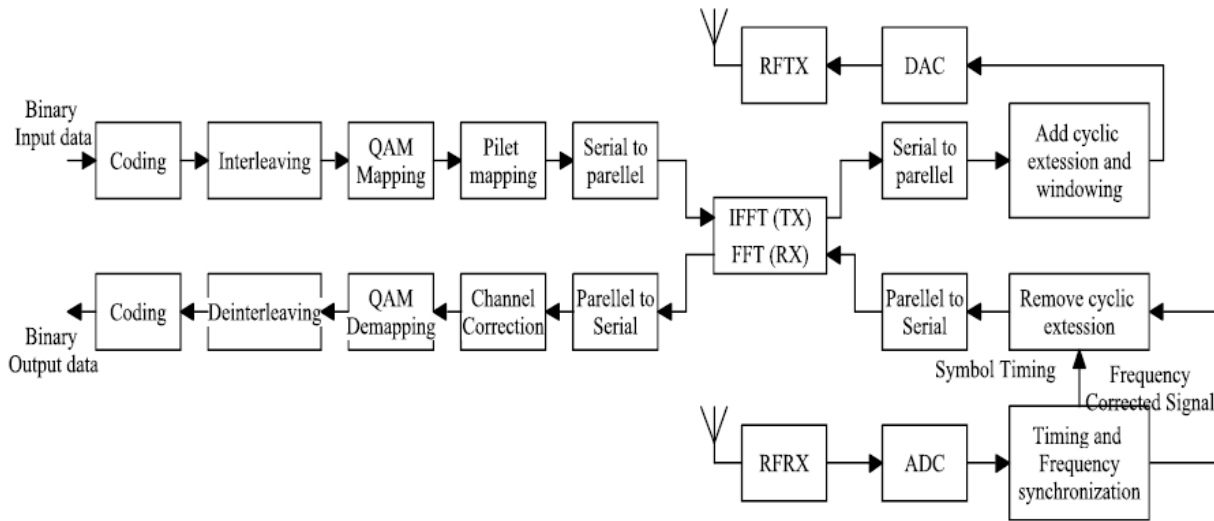 RFTX
DAC
Binary
Input data
Coding
Interleaving
QAM
Mapping
Pilet
mapping
Serial to
parellel
Serial to
parellel
Add cyclic
extession and
windowing
IFFT (TX)
FFT (RX)
Coding
Deinterleaving
QAM
Demapping
Channel
Correction
Parellel to
Serial
Parellel to
Serial
Remove cyclic
extession
Binary
Output data
Symbol Timing
Frequency
Corrected Signal
RFRX
ADC
Timing and
Frequency
synchronization